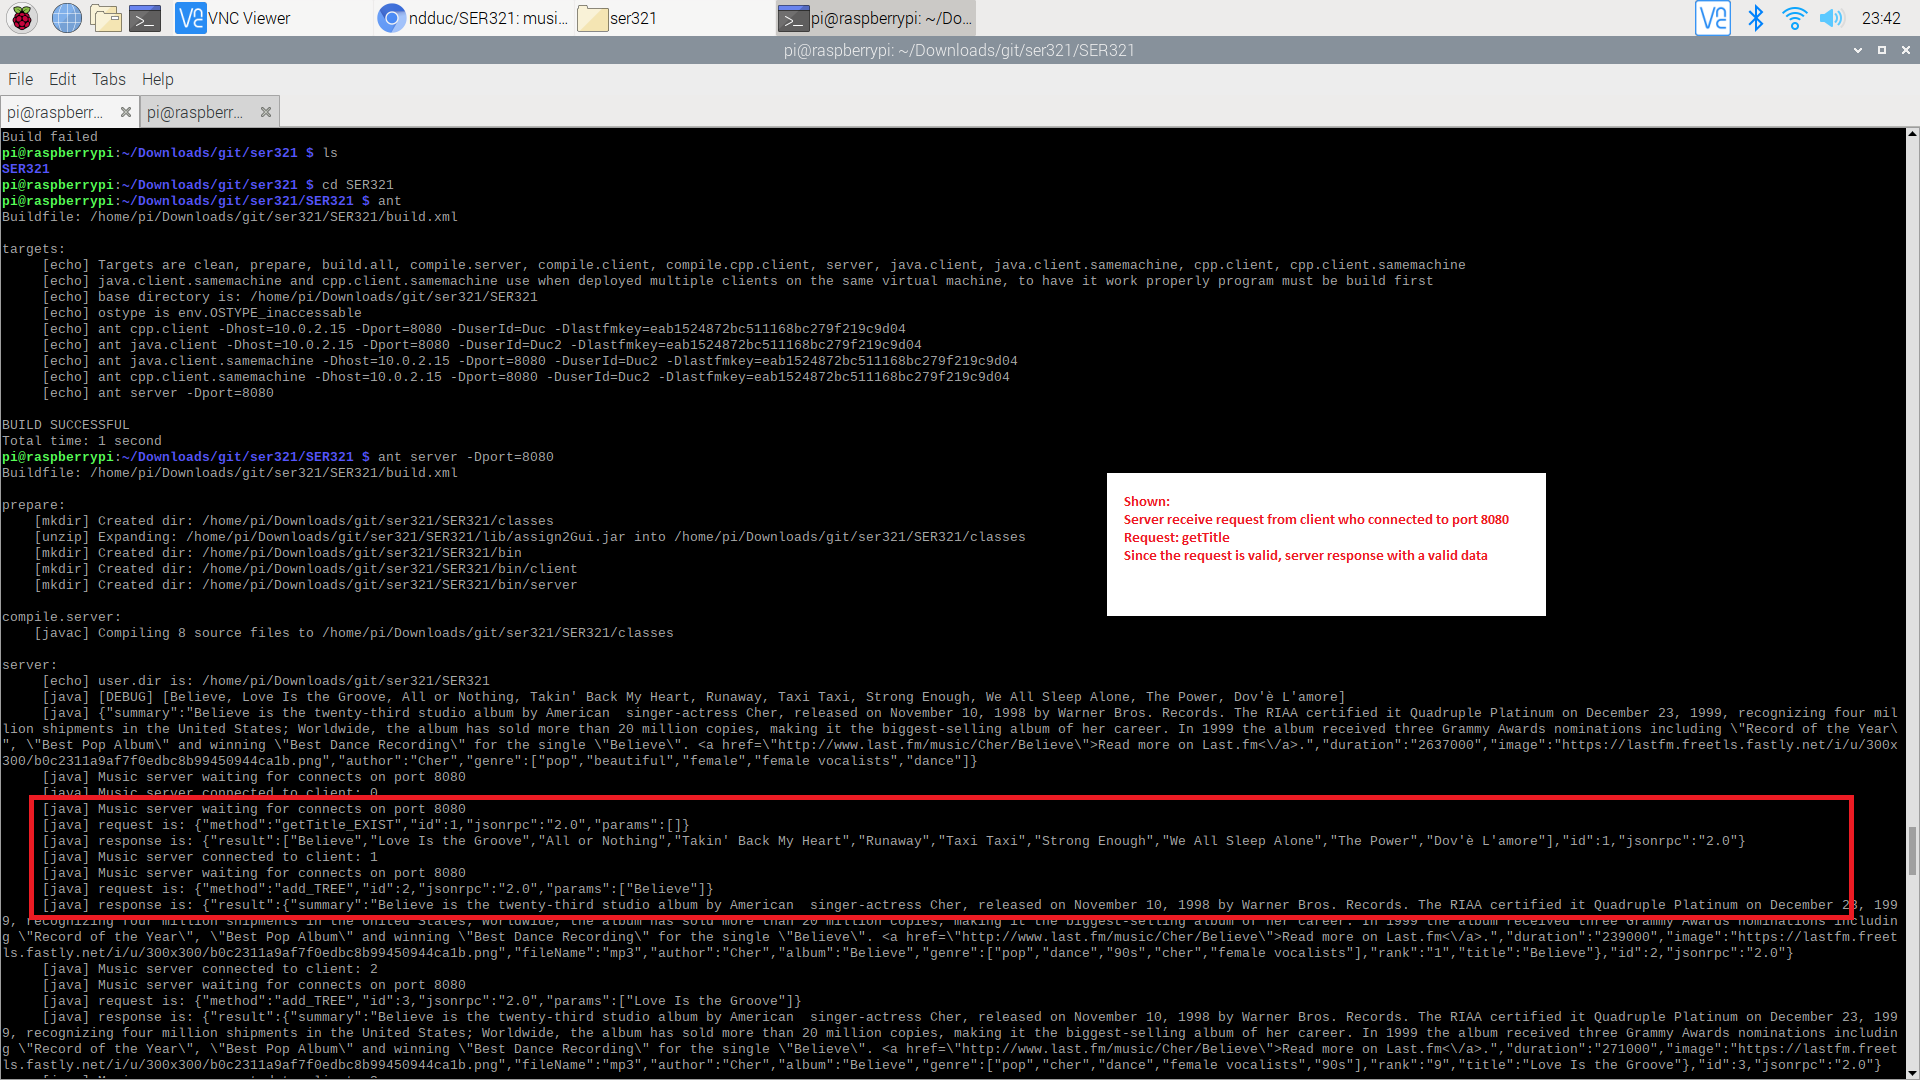 VNC Viewer
ndduc/SER321: musi...
ser321
pi@raspberrypi: ~/Do...
23:42
pi@raspberrypi: ~/Downloads/git/ser321/SER321
File Edit Tabs Help
pi@raspberr...
pi@raspberr...
Build failed
pi@raspberrypi:~/Downloads/git/ser321 $ ls
SER321
pi@raspberrypi:~/Downloads/git/ser321 $ cd SER321
pi@raspberrypi:~/Downloads/git/ser321/SER321 $ ant
Buildfile: /home/pi/Downloads/git/ser321/SER321/build.xml
targets:
[echo] Targets are clean, prepare, build.all, compile.server, compile.client, compile.cpp.client, server, java.client, java.client.samemachine, cpp.client, cpp.client.samemachine
[echo] java.client.samemachine and cpp.client.samemachine use when deployed multiple clients on the same virtual machine, to have it work properly program must be build first
[echo] base directory is: /home/pi/Downloads/git/ser321/SER321
[echo] ostype is env.OSTYPE_inaccessable
[echo] ant cpp.client -Dhost=10.0.2.15 -Dport=8080 -DuserId=Duc -Dlastfmkey=eab1524872bc511168bc279f219c9d04
[echo] ant java.client -Dhost=10.0.2.15 -Dport=8080 -DuserId=Duc2 -Dlastfmkey=eab1524872bc511168bc279f219c9d04
[echo] ant java.client.samemachine -Dhost=10.0.2.15 -Dport=8080 -DuserId=Duc2 -Dlastfmkey=eab1524872bc511168bc279f219c9d04
[echo] ant cpp.client.samemachine -Dhost=10.0.2.15 -Dport=8080 -DuserId=Duc2 -Dlastfmkey=eab1524872bc511168bc279f219c9d04
[echo] ant server -Dport=8080
BUILD SUCCESSFUL
Total time: 1 second
pi@raspberrypi:~/Downloads/git/ser321/SER321 $ ant server -Dport=8080
Buildfile: /home/pi/Downloads/git/ser321/SER321/build.xml
prepare:
[mkdir] Created dir: /home/pi/Downloads/git/ser321/SER321/classes
[unzip] Expanding: /home/pi/Downloads/git/ser321/SER321/lib/assign2Gui.jar into /home/pi/Downloads/git/ser321/SER321/classes
[mkdir] Created dir: /home/pi/Downloads/git/ser321/SER321/bin
[mkdir] Created dir: /home/pi/Downloads/git/ser321/SER321/bin/client
[mkdir] Created dir: /home/pi/Downloads/git/ser321/SER321/bin/server
Shown:
Server receive request from client who connected to port 8080
Request: getTitle
Since the request is valid, server response with a valid data
compile.server:
[javac] Compiling 8 source files to /home/pi/Downloads/git/ser321/SER321/classes
server:
[echo] user.dir is: /home/pi/Downloads/git/ser321/SER321
[java] [DEBUG] [Believe, Love Is the Groove, All or Nothing, Takin' Back My Heart, Runaway, Taxi Taxi, Strong Enough, We All Sleep Alone, The Power, Dov'è L'amore]
[java] {"summary":"Believe is the twenty-third studio album by American  singer-actress Cher, released on November 10, 1998 by Warner Bros. Records. The RIAA certified it Quadruple Platinum on December 23, 1999, recognizing four mil
lion shipments in the United States; Worldwide, the album has sold more than 20 million copies, making it the biggest-selling album of her career. In 1999 the album received three Grammy Awards nominations including \"Record of the Year\
", \"Best Pop Album\" and winning \"Best Dance Recording\" for the single \"Believe\". <a href=\"http://www.last.fm/music/Cher/Believe\">Read more on Last.fm<\/a>.","duration":"2637000","image":"https://lastfm.freetls.fastly.net/i/u/300x
300/b0c2311a9af7f0edbc8b99450944ca1b.png","author":"Cher","genre":["pop","beautiful","female","female vocalists","dance"]}
[java] Music server waiting for connects on port 8080
[java] Music server connected to client: 0
[java] Music server waiting for connects on port 8080
[java] request is: {"method":"getTitle_EXIST","id":1,"jsonrpc":"2.0","params":[]}
[java] response is: {"result":["Believe","Love Is the Groove","All or Nothing","Takin' Back My Heart","Runaway","Taxi Taxi","Strong Enough","We All Sleep Alone","The Power","Dov'è L'amore"],"id":1,"jsonrpc":"2.0"}
[java] Music server connected to client: 1
[java] Music server waiting for connects on port 8080
[java] request is: {"method":"add_TREE","id":2,"jsonrpc":"2.0","params":["Believe"]}
[java] response is: {"result":{"summary":"Believe is the twenty-third studio album by American  singer-actress Cher, released on November 10, 1998 by Warner Bros. Records. The RIAA certified it Quadruple Platinum on December 23, 199
9, recognizing four million shipments in the United States; Worldwide, the album has sold more than 20 million copies, making it the biggest-selling album of her career. In 1999 the album received three Grammy Awards nominations includin
g \"Record of the Year\", \"Best Pop Album\" and winning \"Best Dance Recording\" for the single \"Believe\". <a href=\"http://www.last.fm/music/Cher/Believe\">Read more on Last.fm<\/a>.","duration":"239000","image":"https://lastfm.freet
ls.fastly.net/i/u/300x300/b0c2311a9af7f0edbc8b99450944ca1b.png","fileName":"mp3","author":"Cher","album":"Believe","genre":["pop","dance","90s","cher","female vocalists"],"rank":"1","title":"Believe"},"id":2,"jsonrpc":"2.0"}
[java] Music server connected to client: 2
[java] Music server waiting for connects on port 8080
[java] request is: {"method":"add_TREE","id":3,"jsonrpc":"2.0","params":["Love Is the Groove"]}
[java] response is: {"result":{"summary":"Believe is the twenty-third studio album by American  singer-actress Cher, released on November 10, 1998 by Warner Bros. Records. The RIAA certified it Quadruple Platinum on December 23, 199
9, recognizing four million shipments in the United States; Worldwide, the album has sold more than 20 million copies, making it the biggest-selling album of her career. In 1999 the album received three Grammy Awards nominations includin
g \"Record of the Year\", \"Best Pop Album\" and winning \"Best Dance Recording\" for the single \"Believe\". <a href=\"http://www.last.fm/music/Cher/Believe\">Read more on Last.fm<\/a>.","duration":"271000","image":"https://lastfm.freet
ls.fastly.net/i/u/300x300/b0c2311a9af7f0edbc8b99450944ca1b.png","fileName":"mp3","author":"Cher","album":"Believe","genre":["pop","cher","dance","female vocalists","90s"],"rank":"9","title":"Love Is the Groove"},"id":3,"jsonrpc":"2.0"}